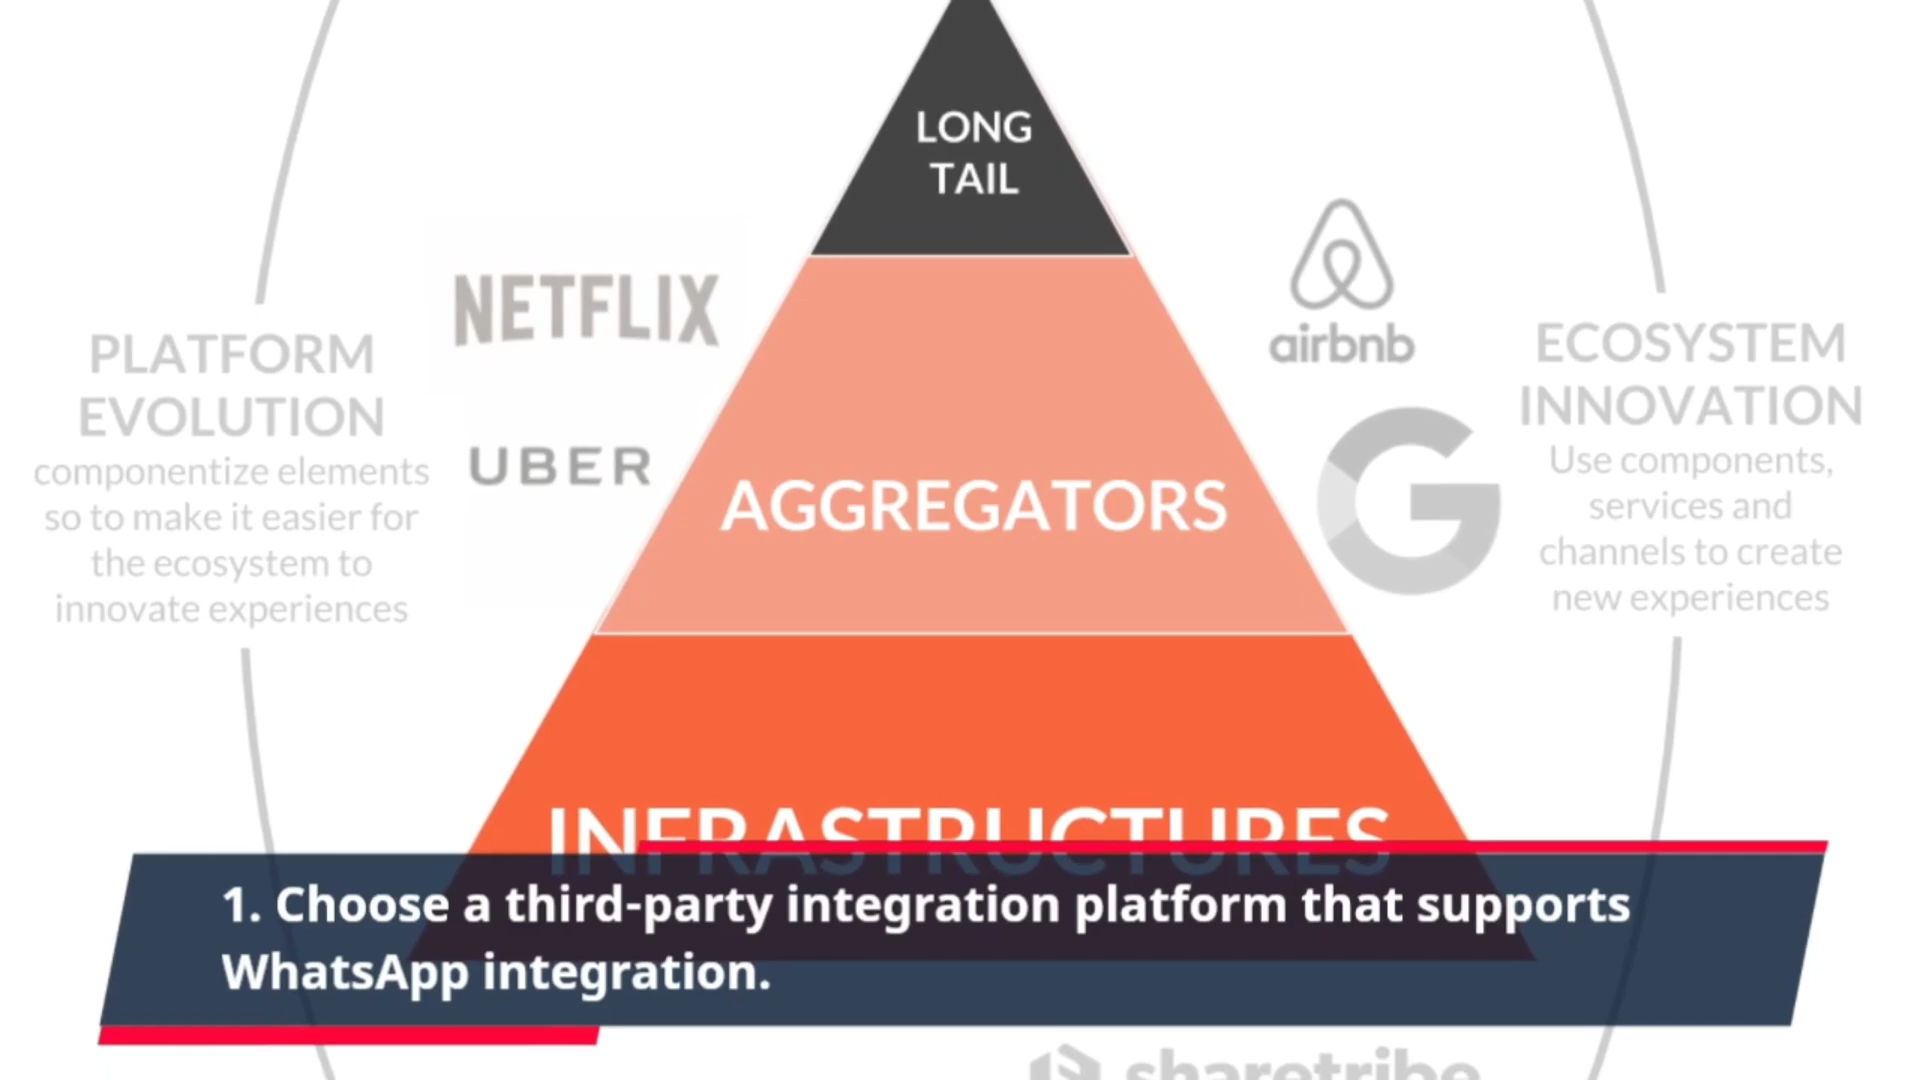 LONG
TAIL
NETFLIX
airbnb
PLATFORM
EVOLUTION
componentize elements
so to make it easier for
the ecosystem to
innovate experiences
UBER
AGGREGATORS
ECOSYSTEM
INNOVATION
Use components,
services and
channels to create
new experiences
INFRASTRUCTURES
1. Choose a third-party integration platform that supports
WhatsApp integration.
sharetribe